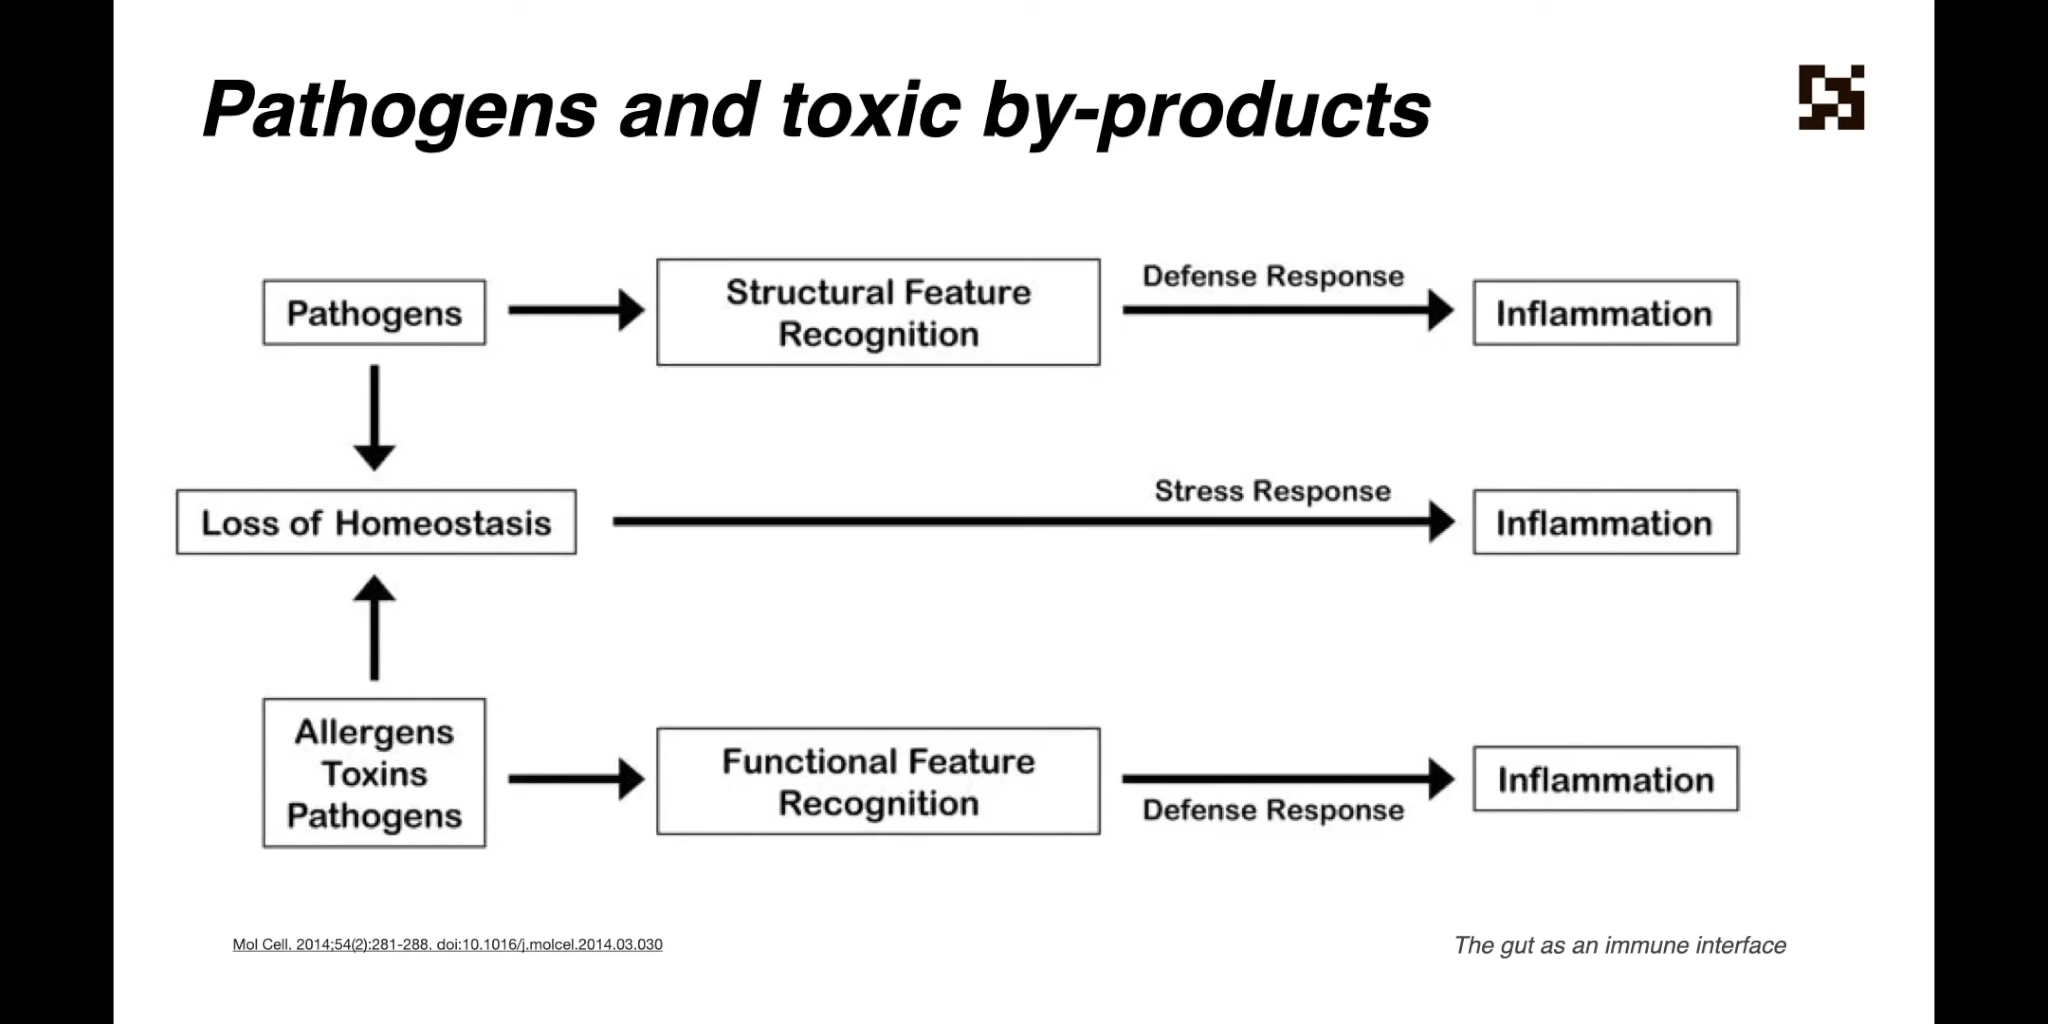 Pathogens and toxic by-products
Pathogens
Structural Feature
Recognition
Defense Response
Inflammation
Loss of Homeostasis
Stress Response
Inflammation
Allergens
Toxins
Pathogens
Functional Feature
Recognition
Defense Response
Inflammation
Mol Cell. 2014;54(2):281-288. doi:10.1016/j.molcel.2014.03.030
The gut as an immune interface